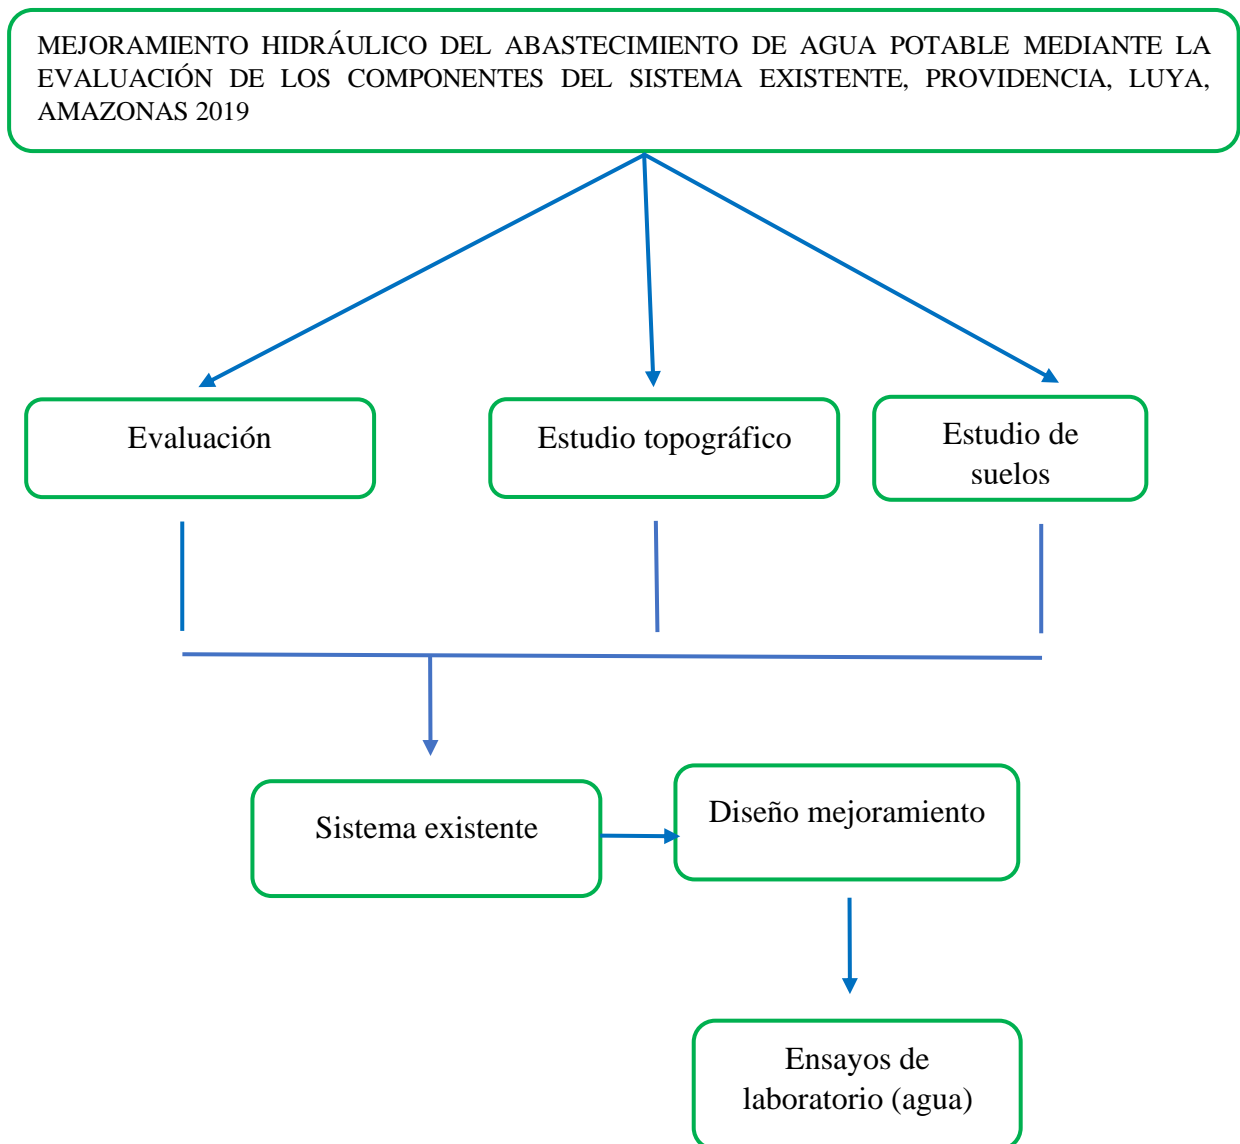 MEJORAMIENTO HIDRÁULICO DEL ABASTECIMIENTO DE AGUA POTABLE MEDIANTE LA
EVALUACIÓN DE LOS COMPONENTES DEL SISTEMA EXISTENTE, PROVIDENCIA, LUYA,
AMAZONAS 2019
Evaluación
Estudio topográfico
Estudio de
suelos
Sistema existente
Diseño mejoramiento
Ensayos de
laboratorio (agua)